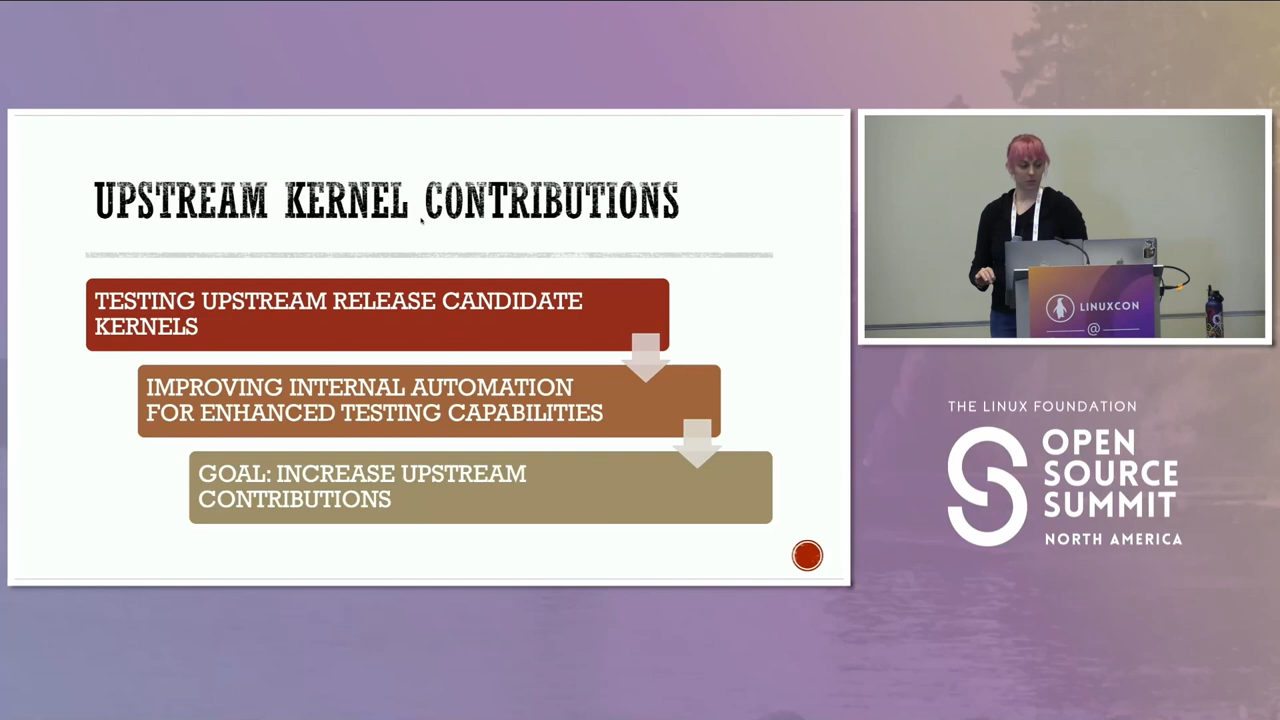 UPSTREAM KERNEL CONTRIBUTIONS
TESTING UPSTREAM RELEASE CANDIDATE
KERNELS
IMPROVING INTERNAL AUTOMATION
FOR ENHANCED TESTING CAPABILITIES
GOAL: INCREASE UPSTREAM
CONTRIBUTIONS
LINUXCON
@
THE LINUX FOUNDATION
OPEN
SOURCE
SUMMIT
NORTH AMERICA